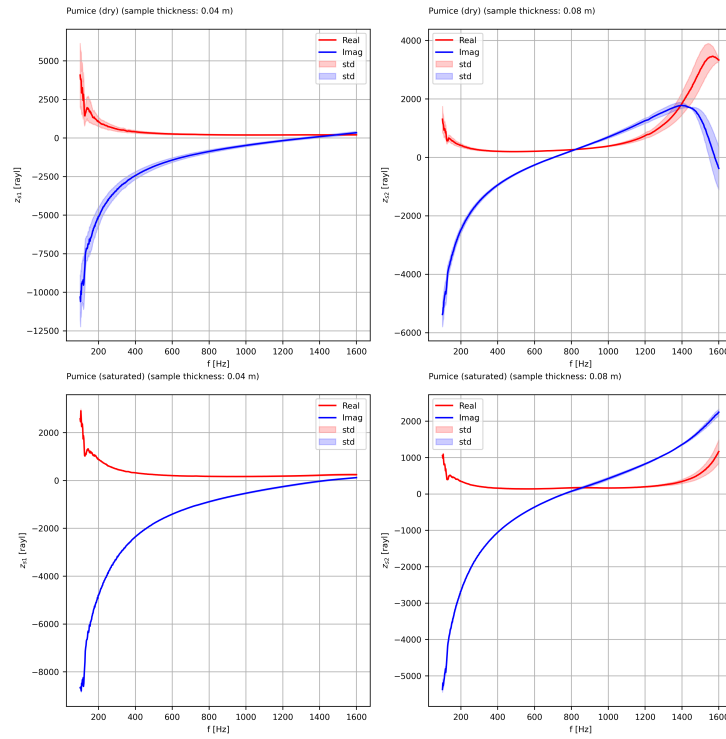 Pumice (dry) (sample thickness: 0.04 m)
Real
Imag
std
std
5000
2500
0
−2500
−5000
−7500
−10000
−12500
z_s1 [rayl]
200 400 600 800 1000 1200 1400 1600
f [Hz]
Pumice (dry) (sample thickness: 0.08 m)
Real
Imag
std
std
4000
2000
0
−2000
−4000
−6000
z_s2 [rayl]
200 400 600 800 1000 1200 1400 1600
f [Hz]
Pumice (saturated) (sample thickness: 0.04 m)
Real
Imag
std
std
2000
0
−2000
−4000
−6000
−8000
z_s1 [rayl]
200 400 600 800 1000 1200 1400 1600
f [Hz]
Pumice (saturated) (sample thickness: 0.08 m)
Real
Imag
std
std
2000
1000
0
−1000
−2000
−3000
−4000
−5000
z_s2 [rayl]
200 400 600 800 1000 1200 1400 1600
f [Hz]